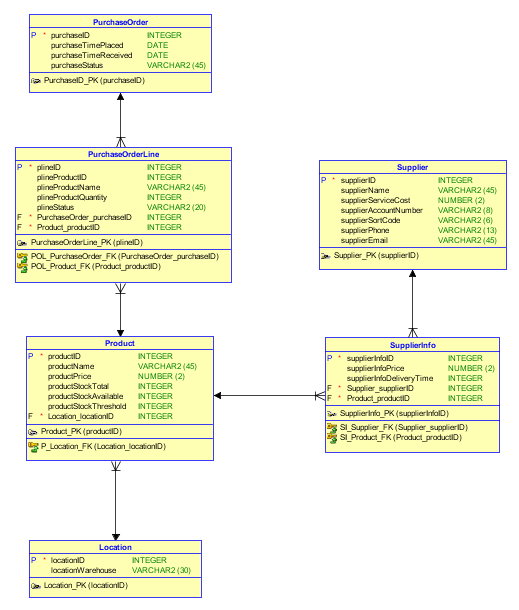 PurchaseOrder
P * purchaseID INTEGER
purchaseTimePlaced DATE
purchaseTimeReceived DATE
purchaseStatus VARCHAR2 (45)
PurchaseID_PK (purchaseID)
PurchaseOrderLine
P * plineID INTEGER
plineProductID INTEGER
plineProductName VARCHAR2 (45)
plineProductQuantity INTEGER
plineStatus VARCHAR2 (20)
F * PurchaseOrder_purchaseID INTEGER
F * Product_productID INTEGER
PurchaseOrderLine_PK (plineID)
POL_PurchaseOrder_FK (PurchaseOrder_purchaseID)
POL_Product_FK (Product_productID)
Supplier
P * supplierID INTEGER
supplierName VARCHAR2 (45)
supplierServiceCost NUMBER (2)
supplierAccountNumber VARCHAR2 (8)
supplierSortCode VARCHAR2 (6)
supplierPhone VARCHAR2 (13)
supplierEmail VARCHAR2 (45)
Supplier_PK (supplierID)
Product
P * productID INTEGER
productName VARCHAR2 (45)
productPrice NUMBER (2)
productStockTotal INTEGER
productStockAvailable INTEGER
productStockThreshold INTEGER
F * Location_locationID INTEGER
Product_PK (productID)
P_Location_FK (Location_locationID)
SupplierInfo
P * supplierInfoID INTEGER
supplierInfoPrice NUMBER (2)
supplierInfoDeliveryTime INTEGER
F * Supplier_supplierID INTEGER
F * Product_productID INTEGER
SupplierInfo_PK (supplierInfoID)
SI_Supplier_FK (Supplier_supplierID)
SI_Product_FK (Product_productID)
Location
P * locationID INTEGER
locationWarehouse VARCHAR2 (30)
Location_PK (locationID)